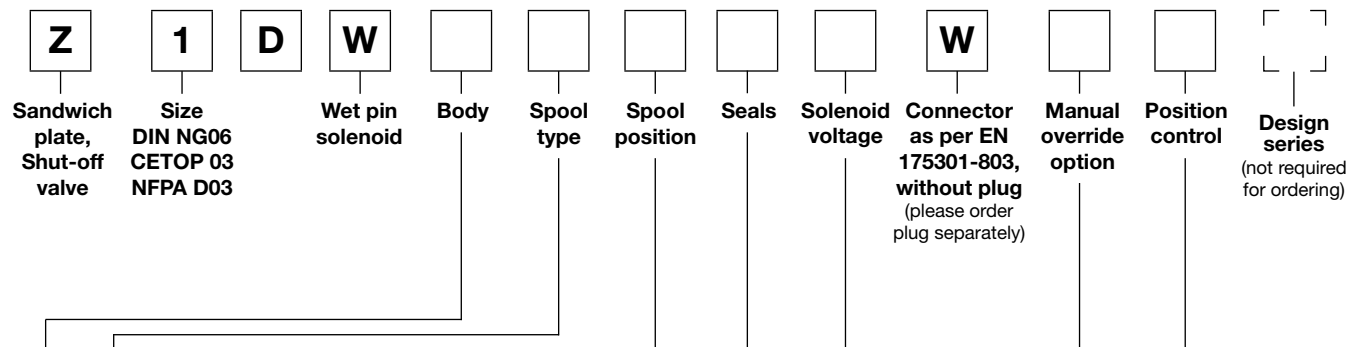 Z 1 D W W
Sandwich
plate,
Shut-off
valve
Size
DIN NG06
CETOP 03
NFPA D03
Wet pin
solenoid
Body
Spool
type
Spool
position
Seals
Solenoid
voltage
Connector
as per EN
175301-803,
without plug
(please order
plug separately)
Manual
override
option
Position
control
Design
series
(not required
for ordering)